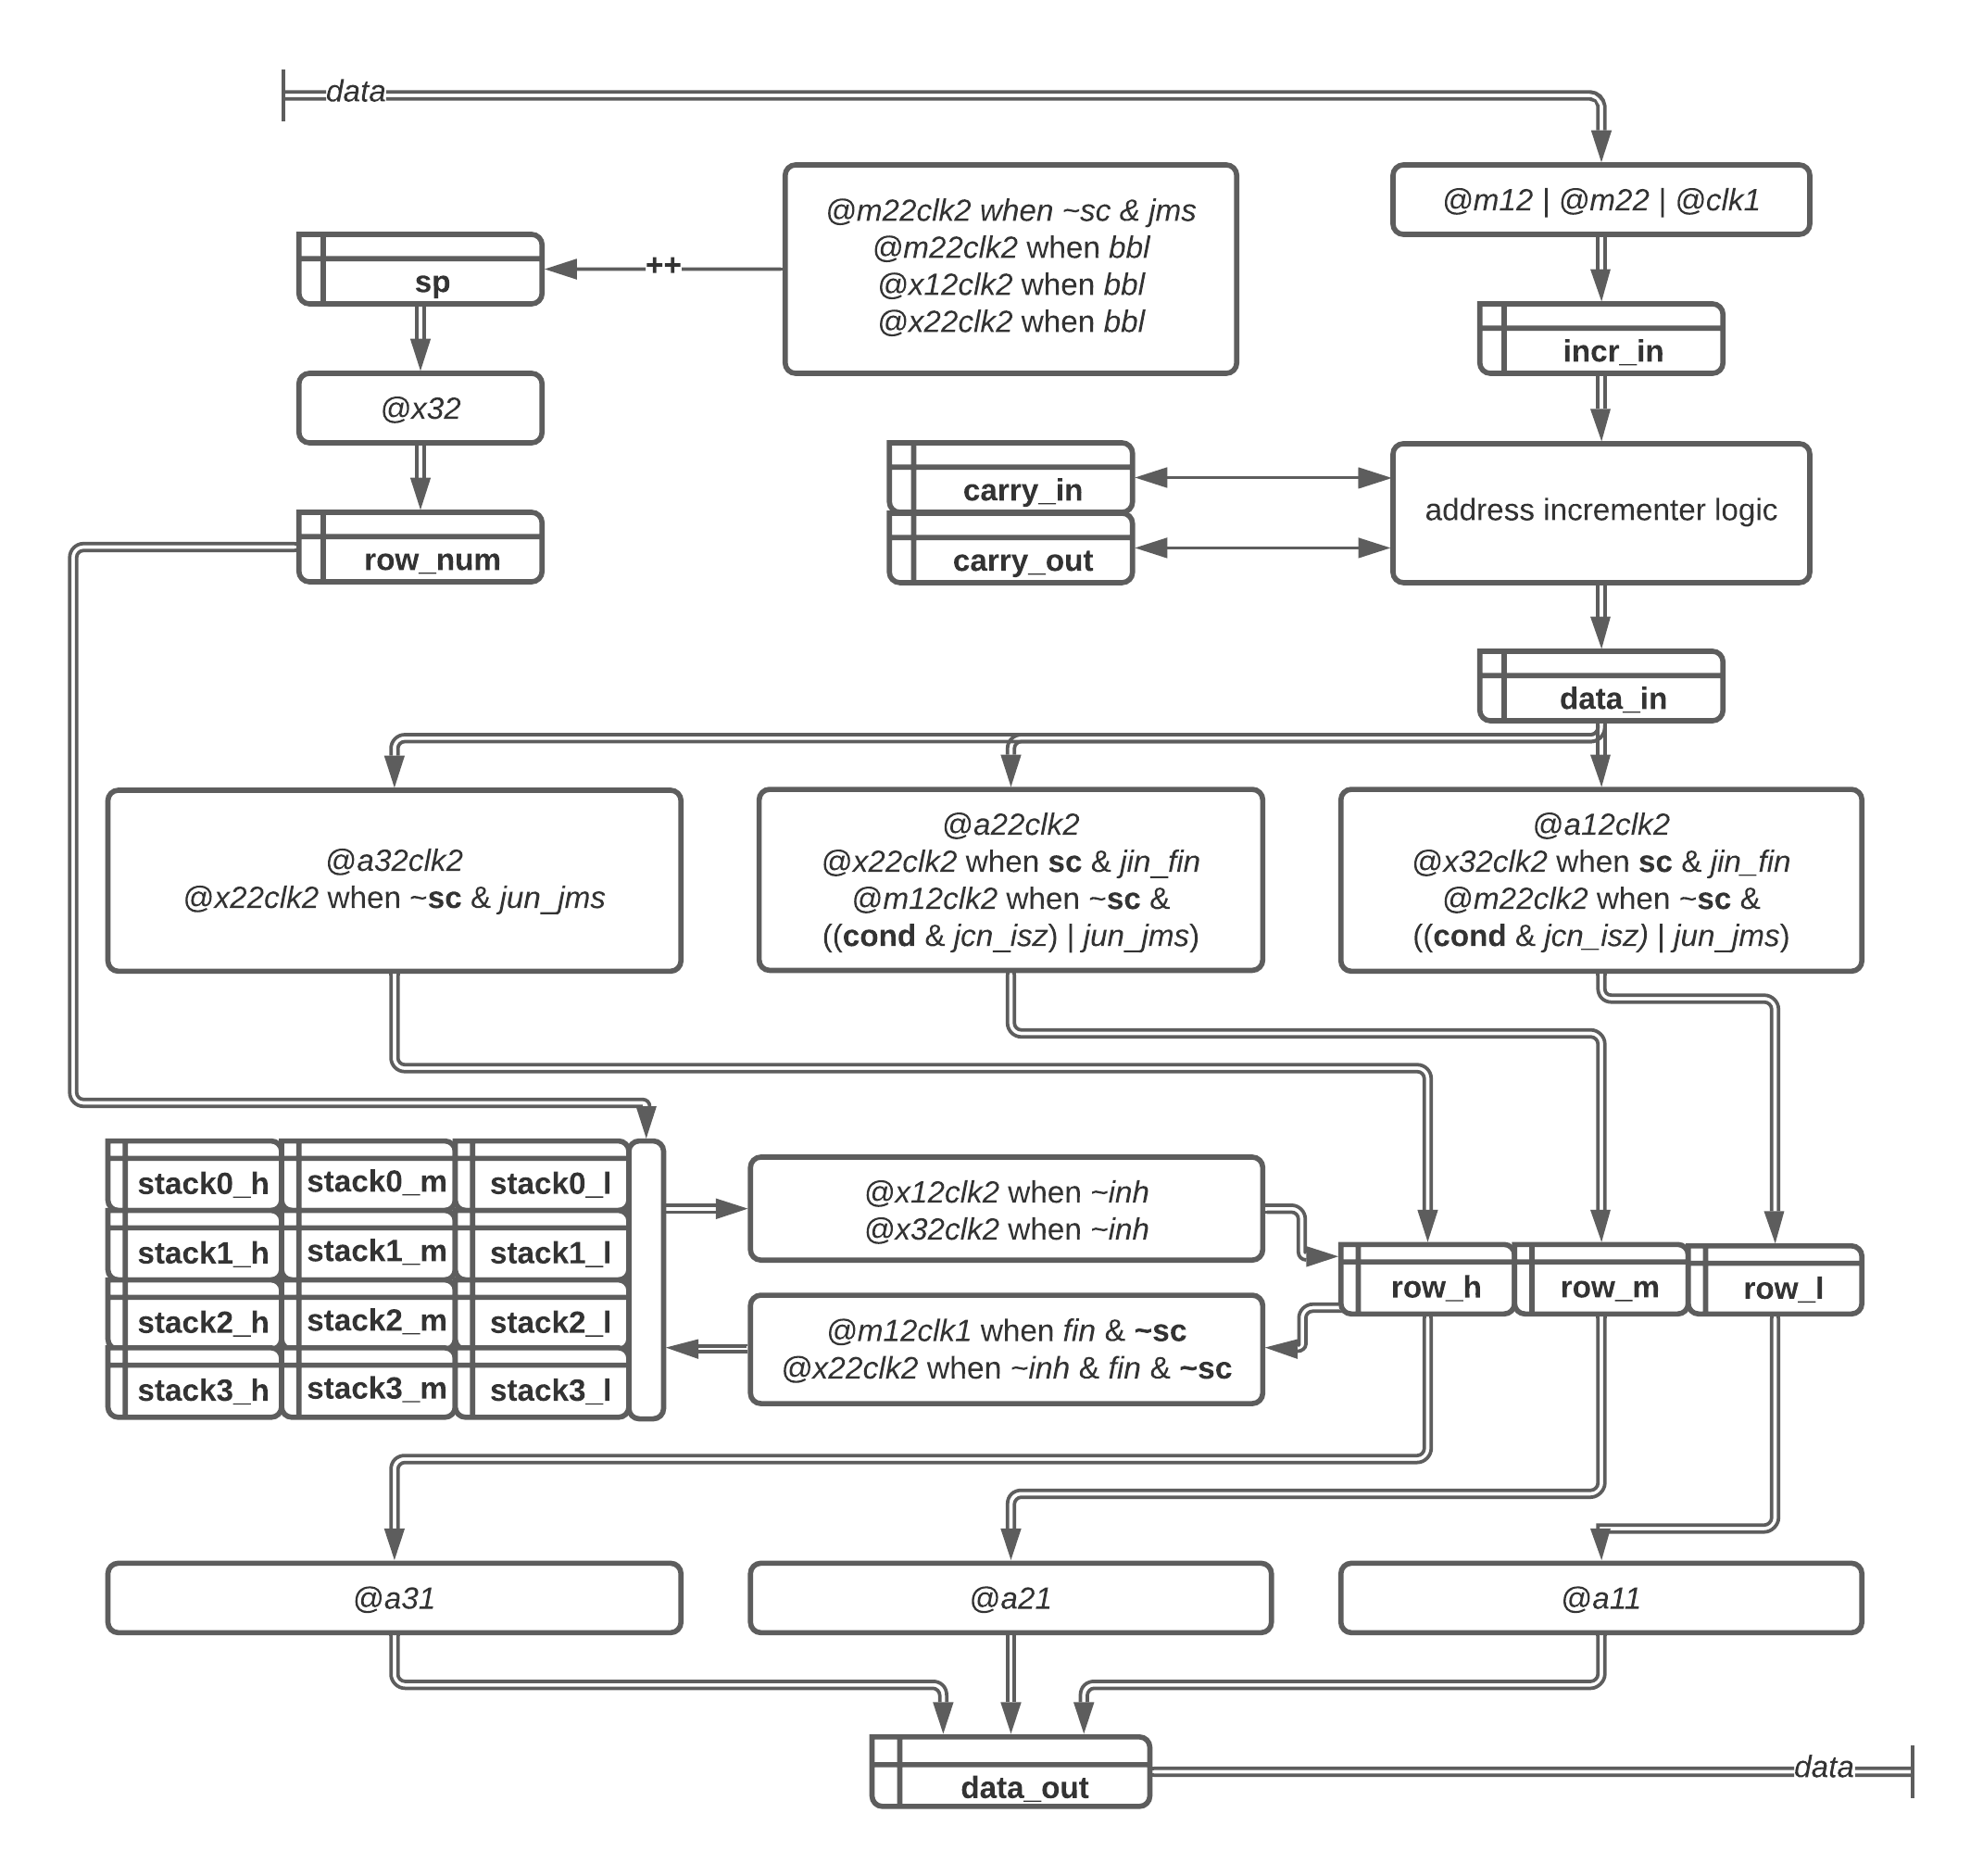 data
@m12 | @m22 | @clk1
@m22clk2 when ~sc & jms
@m22clk2 when bbl
@x12clk2 when bbl
@x22clk2 when bbl
++
sp
incr_in
@x32
carry_in
carry_out
address incrementer logic
row_num
data_in
@a32clk2
@x22clk2 when ~sc & jun_jms
@a22clk2
@x22clk2 when sc & jin_fin
@m12clk2 when ~sc &
((cond & jcn_isz) | jun_jms)
@a12clk2
@x32clk2 when sc & jin_fin
@m22clk2 when ~sc &
((cond & jcn_isz) | jun_jms)
stack0_h stack0_m stack0_l
stack1_h stack1_m stack1_l
stack2_h stack2_m stack2_l
stack3_h stack3_m stack3_l
@x12clk2 when ~inh
@x32clk2 when ~inh
@m12clk1 when fin & ~sc
@x22clk2 when ~inh & fin & ~sc
row_h row_m row_l
@a31
@a21
@a11
data_out
data